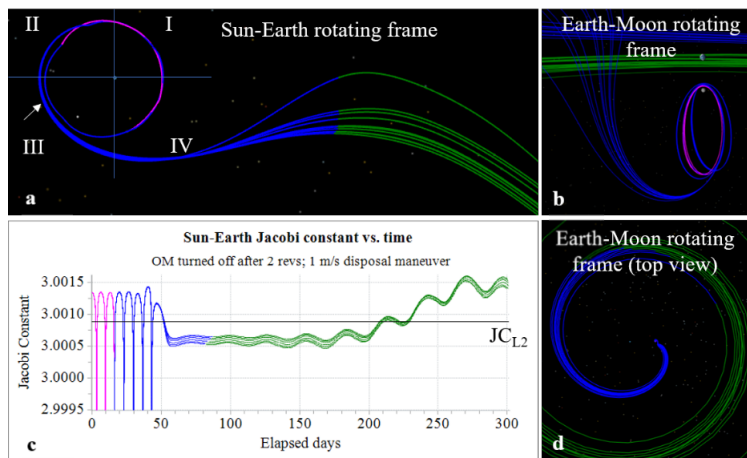 II
I
Sun-Earth rotating frame
III
IV
a
Earth-Moon rotating
frame
b
Sun-Earth Jacobi constant vs. time
OM turned off after 2 revs; 1 m/s disposal maneuver
Jacobi Constant
3.0015
3.0010
3.0005
3.0000
2.9995
JCL2
0
50
100
150
200
250
300
Elapsed days
c
Earth-Moon rotating
frame (top view)
d